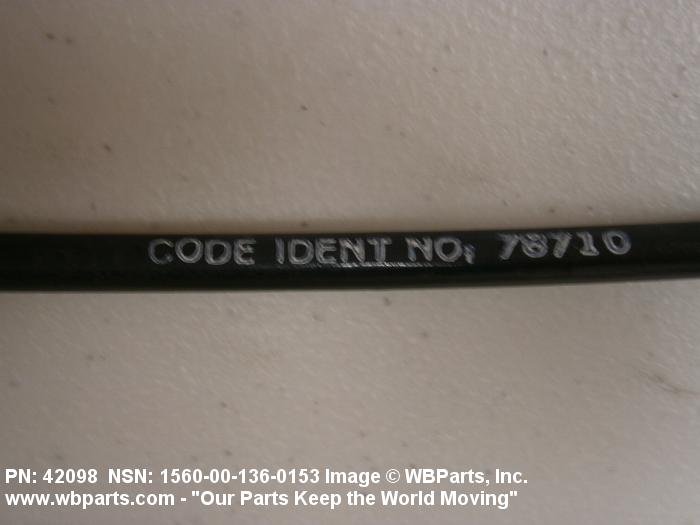 CODE IDENT NO; 78710
PN: 42098 NSN: 1560-00-136-0153 Image © WBParts, Inc.
www.wbparts.com - "Our Parts Keep the World Moving"